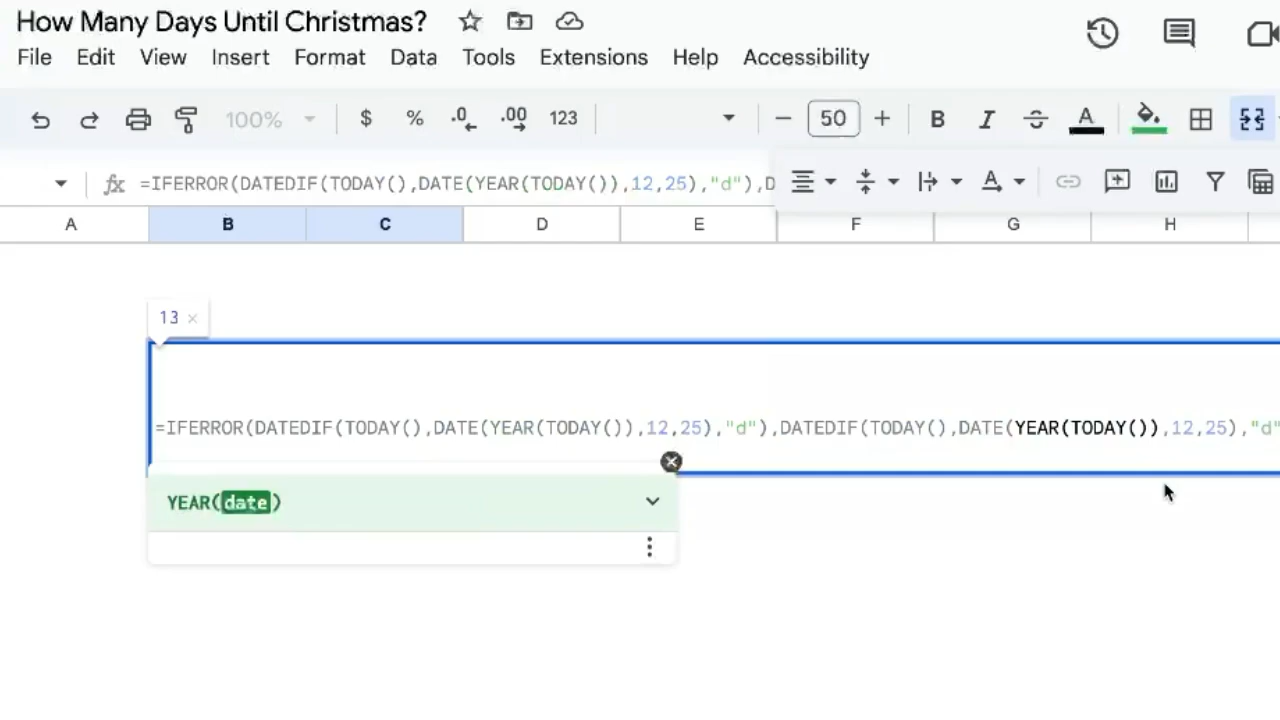 How Many Days Until Christmas?
File Edit View Insert Format Data Tools Extensions Help Accessibility
100% $ % .0 .00 123 − 50 + B I S A
fx =IFERROR(DATEDIF(TODAY(),DATE(YEAR(TODAY()),12,25),"d"),D
A B C D E F G H
13 ×
=IFERROR(DATEDIF(TODAY(),DATE(YEAR(TODAY()),12,25),"d"),DATEDIF(TODAY(),DATE(YEAR(TODAY()),12,25),"d"
YEAR(date)